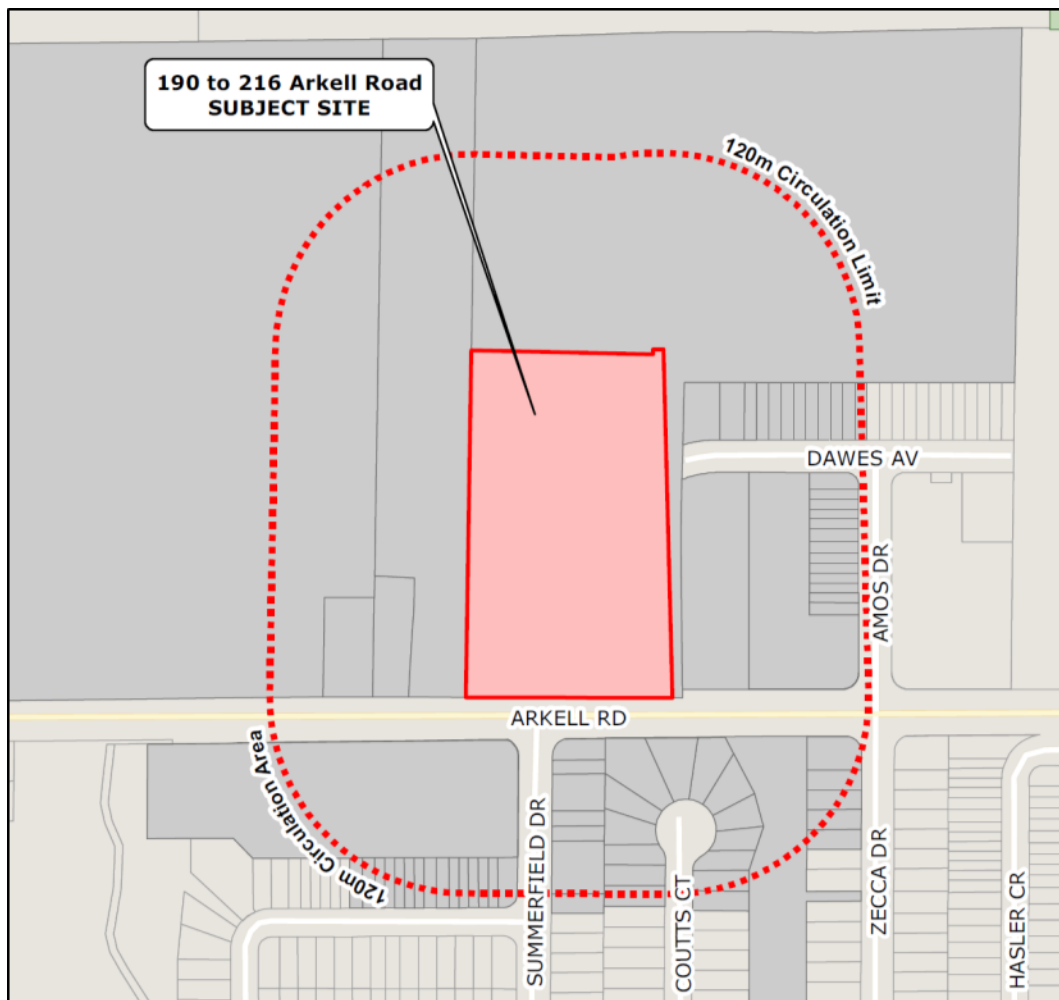 190 to 216 Arkell Road
SUBJECT SITE
120m Circulation Limit
DAWES AV
AMOS DR
ARKELL RD
120m Circulation Area
SUMMERFIELD DR
COUTTS CT
ZECCA DR
HASLER CR